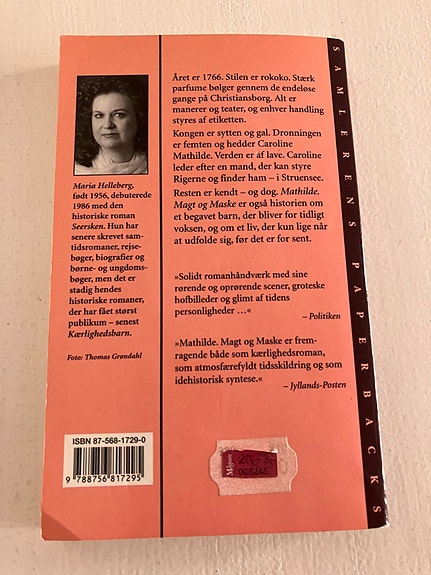 Året er 1766. Stilen er rokoko. Stærk
parfume bølger gennem de endeløse
gange på Christiansborg. Alt er
manerer og teater, og enhver handling
styres af etiketten.
Kongen er sytten og gal. Dronningen
er femten og hedder Caroline
Mathilde. Verden er af lave. Caroline
leder efter en mand, der kan styre
Rigerne og finder ham – i Struensee.
Resten er kendt – og dog. Mathilde.
Magt og Maske er også historien om
et begavet barn, der bliver for tidligt
voksen, og om et liv, der kun lige når
at udfolde sig, før det er for sent.
»Solidt romanhåndværk med sine
rørende og oprørende scener, groteske
hofbilleder og glimt af tidens
personligheder …«
– Politiken
»Mathilde. Magt og Maske er frem-
ragende både som kærlighedsroman,
som atmosfærefyldt tidsskildring og som
idehistorisk syntese.«
– Jyllands-Posten
Maria Helleberg,
født 1956, debuterede
1986 med den
historiske roman
Seersken. Hun har
senere skrevet sam-
tidsromaner, rejse-
bøger, biografier og
børne- og ungdoms-
bøger, men det er
stadig hendes
historiske romaner,
der har fået størst
publikum – senest
Kærlighedsbarn.
Foto: Thomas Grøndahl
ISBN 87-568-1729-0
9 788756 817295
SAMLERENS PAPERBACKS